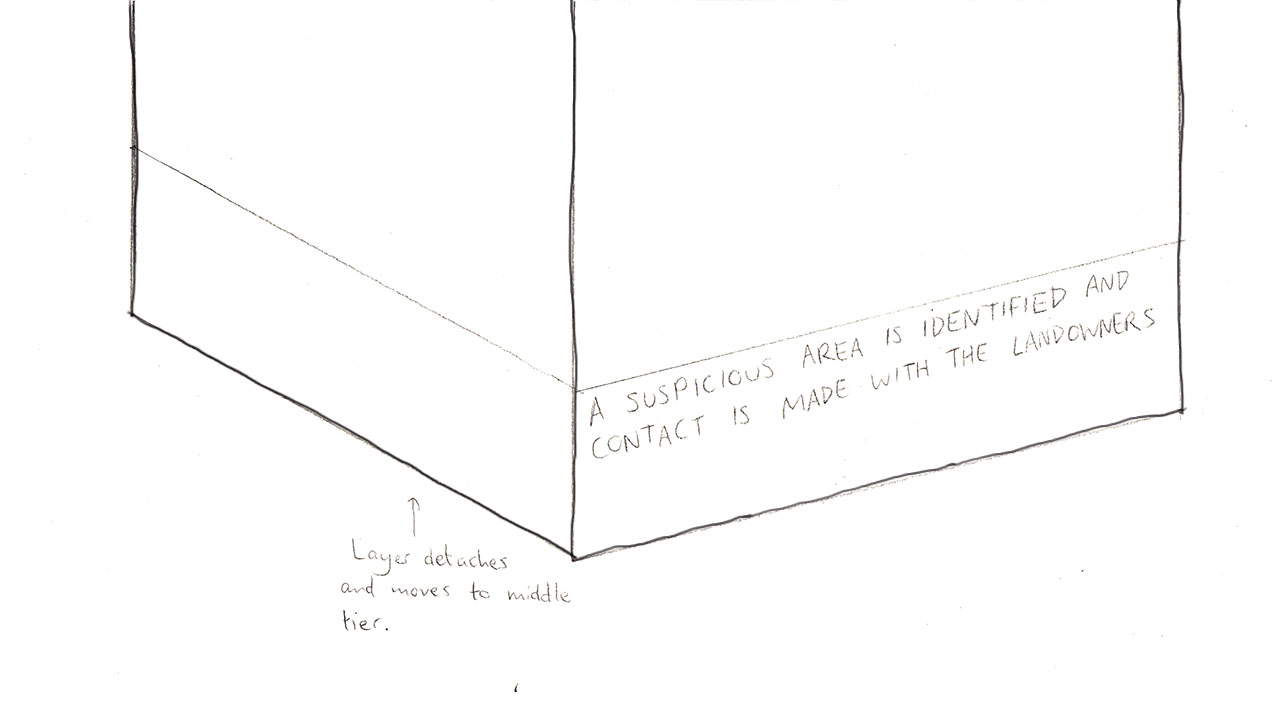 A SUSPICIOUS AREA IS IDENTIFIED AND
CONTACT IS MADE WITH THE LANDOWNERS
Layer detaches
and moves to middle
tier.